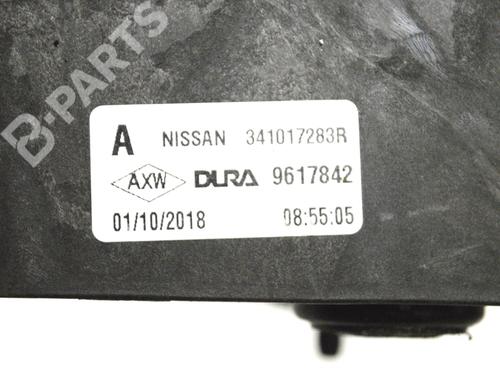 B-PARTS
A NISSAN 341017283R
AXW DURA 9617842
01/10/2018 08:55:05